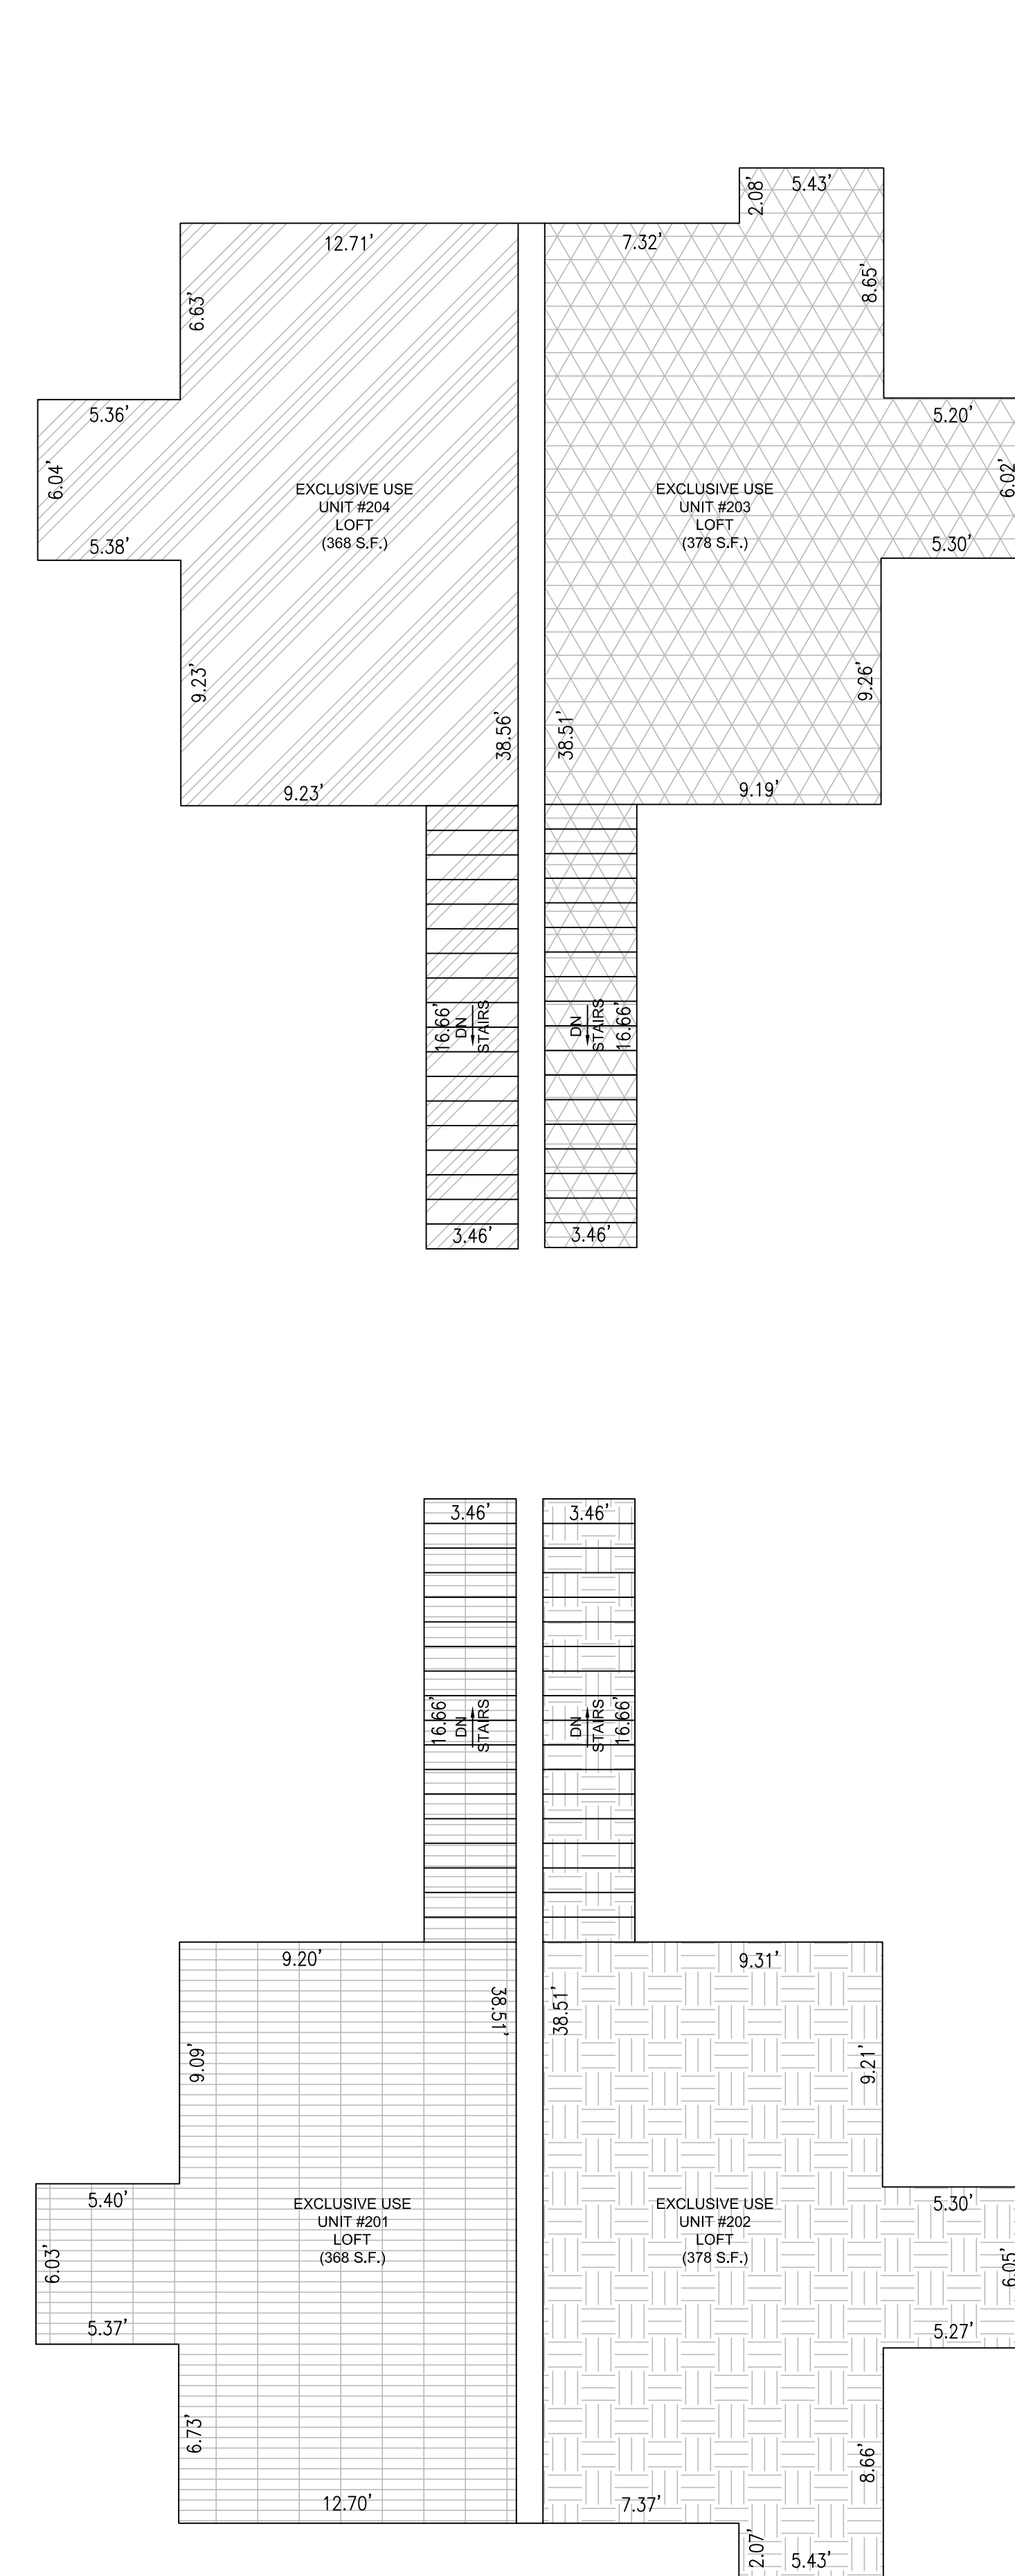 2.08’
5.43’
12.71’
7.32’
6.63’
8.65’
5.36’
5.20’
6.04’
6.02’
EXCLUSIVE USE
UNIT #204
LOFT
(368 S.F.)
EXCLUSIVE USE
UNIT #203
LOFT
(378 S.F.)
5.38’
5.30’
9.23’
9.26’
38.56’
38.51’
9.23’
9.19’
16.66’
DN
STAIRS
DN
STAIRS
16.66’
3.46’
3.46’
3.46’
3.46’
16.66’
DN
STAIRS
DN
STAIRS
16.66’
9.20’
9.31’
38.51’
38.51’
9.09’
9.21’
5.40’
5.30’
EXCLUSIVE USE
UNIT #201
LOFT
(368 S.F.)
EXCLUSIVE USE
UNIT #202
LOFT
(378 S.F.)
6.03’
6.05’
5.37’
5.27’
6.73’
8.66’
12.70’
7.37’
2.07’
5.43’